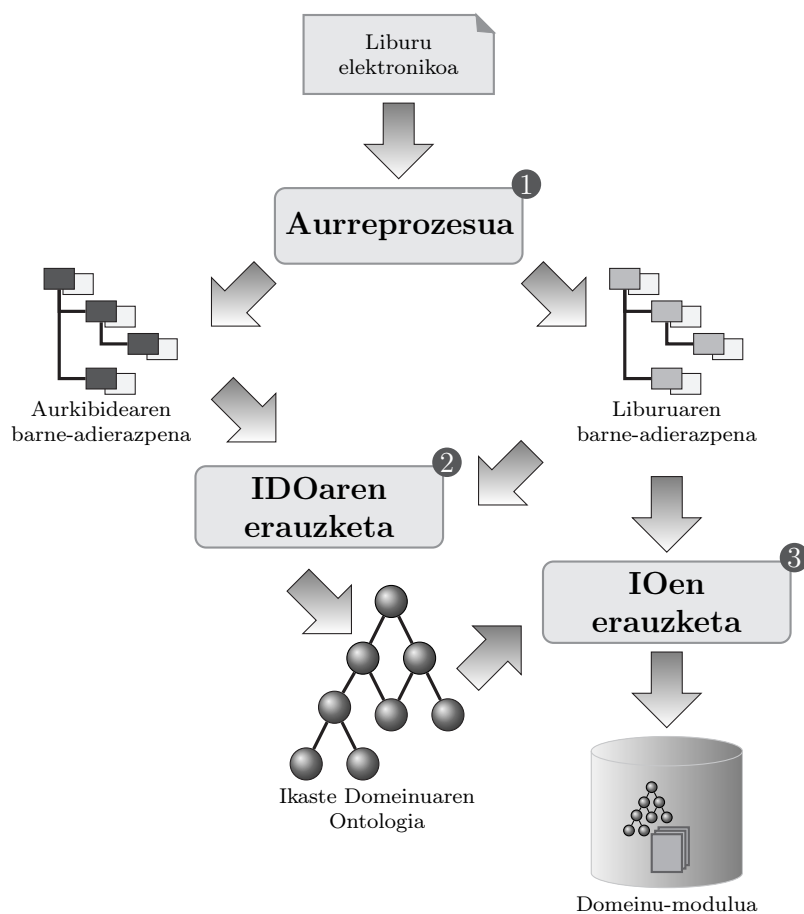 Liburu
elektronikoa
1
Aurreprozesua
Aurkibidearen
barne-adierazpena
Liburuaren
barne-adierazpena
2
IDOaren
erauzketa
3
IOen
erauzketa
Ikaste Domeinuaren
Ontologia
Domeinu-modulua